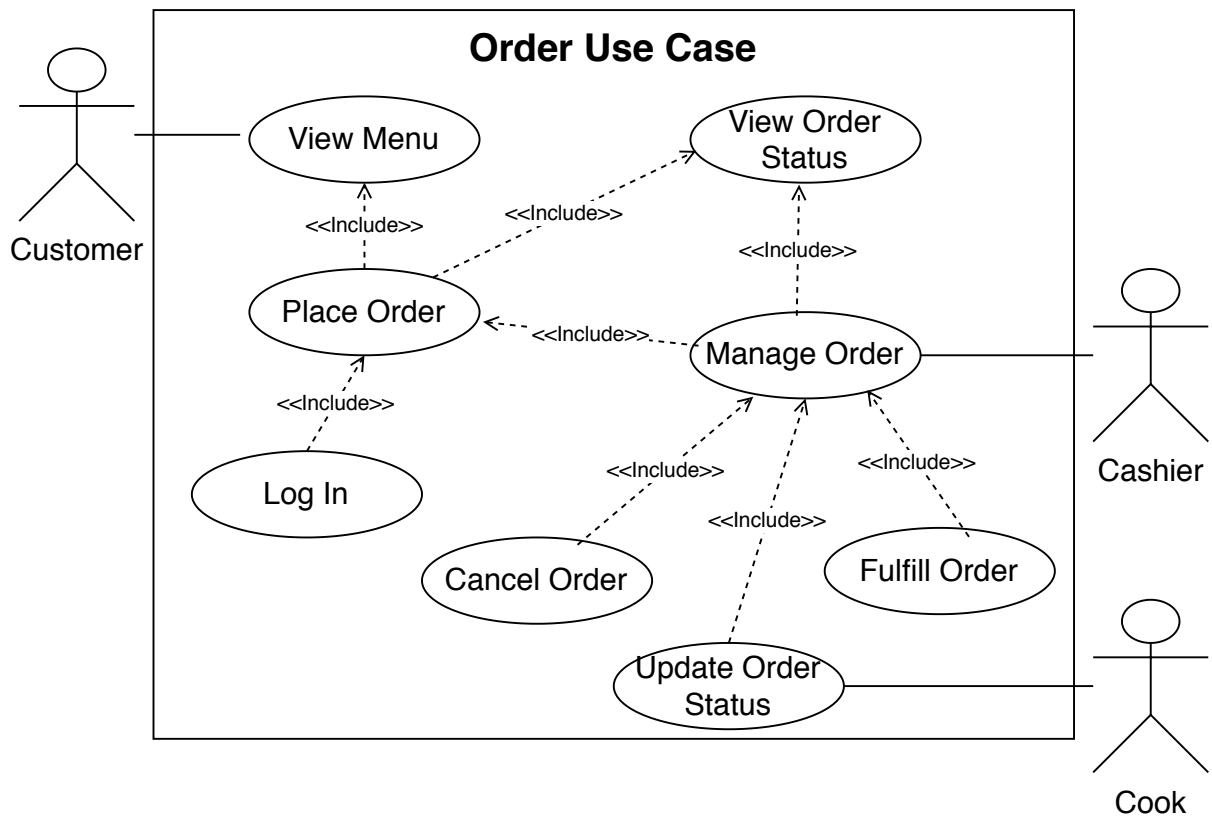 Order Use Case
View Menu
View Order
Status
<<Include>>
<<Include>>
<<Include>>
Customer
Place Order
<<Include>>
Manage Order
<<Include>>
Log In
<<Include>>
<<Include>>
<<Include>>
Cashier
Cancel Order
Fulfill Order
Update Order
Status
Cook